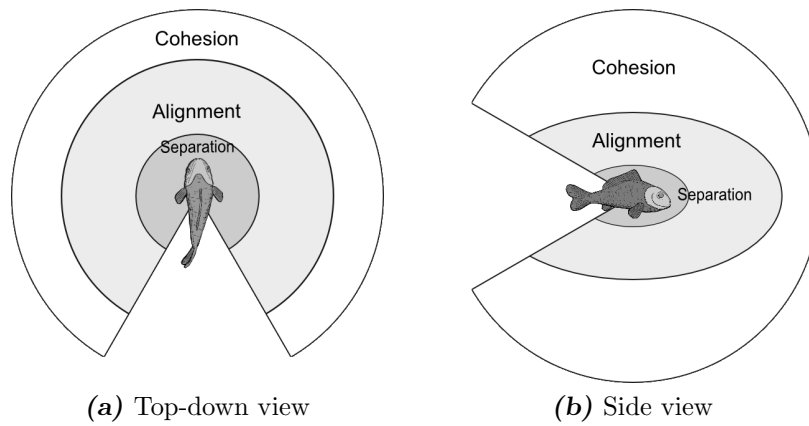 Cohesion
Alignment
Separation
(a) Top-down view
Cohesion
Alignment
Separation
(b) Side view